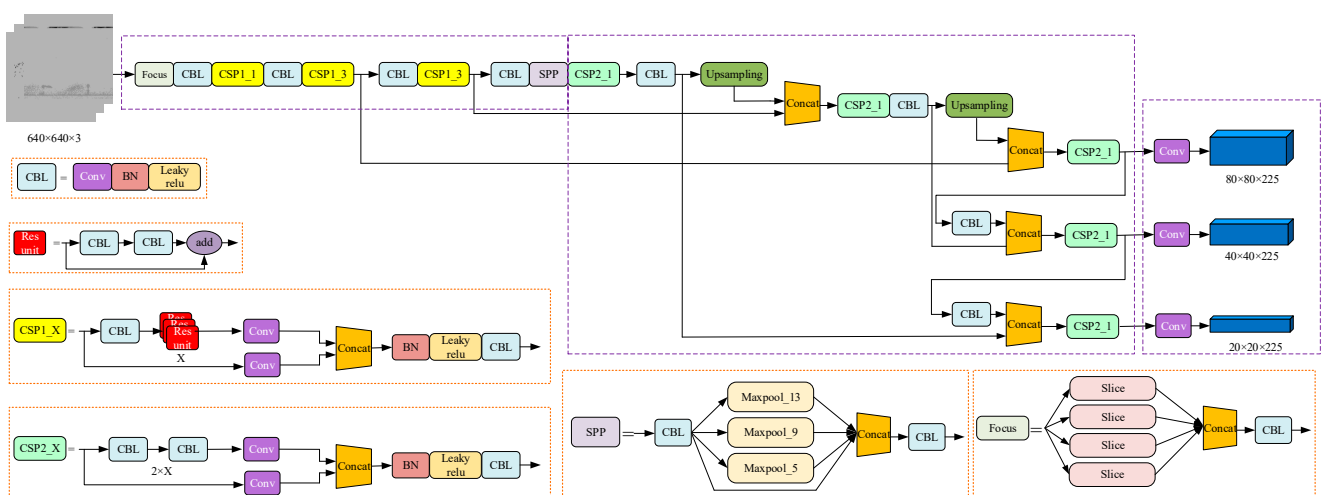 640×640×3
Focus CBL CSP1_1 CBL CSP1_3 CBL CSP1_3 CBL SPP CSP2_1 CBL Upsampling
Concat CSP2_1 CBL Upsampling
Concat CSP2_1 Conv
80×80×225
CBL Concat CSP2_1 Conv
40×40×225
CBL Concat CSP2_1 Conv
20×20×225
CBL = Conv BN Leaky
relu
Res
unit = CBL CBL add
CSP1_X = CBL Res
Res
Res
unit
X
Conv
Conv
Concat BN Leaky
relu CBL
CSP2_X = CBL CBL
2×X
Conv
Conv
Concat BN Leaky
relu CBL
SPP = CBL
Maxpool_13
Maxpool_9
Maxpool_5
Concat CBL
Focus =
Slice
Slice
Slice
Slice
Concat CBL